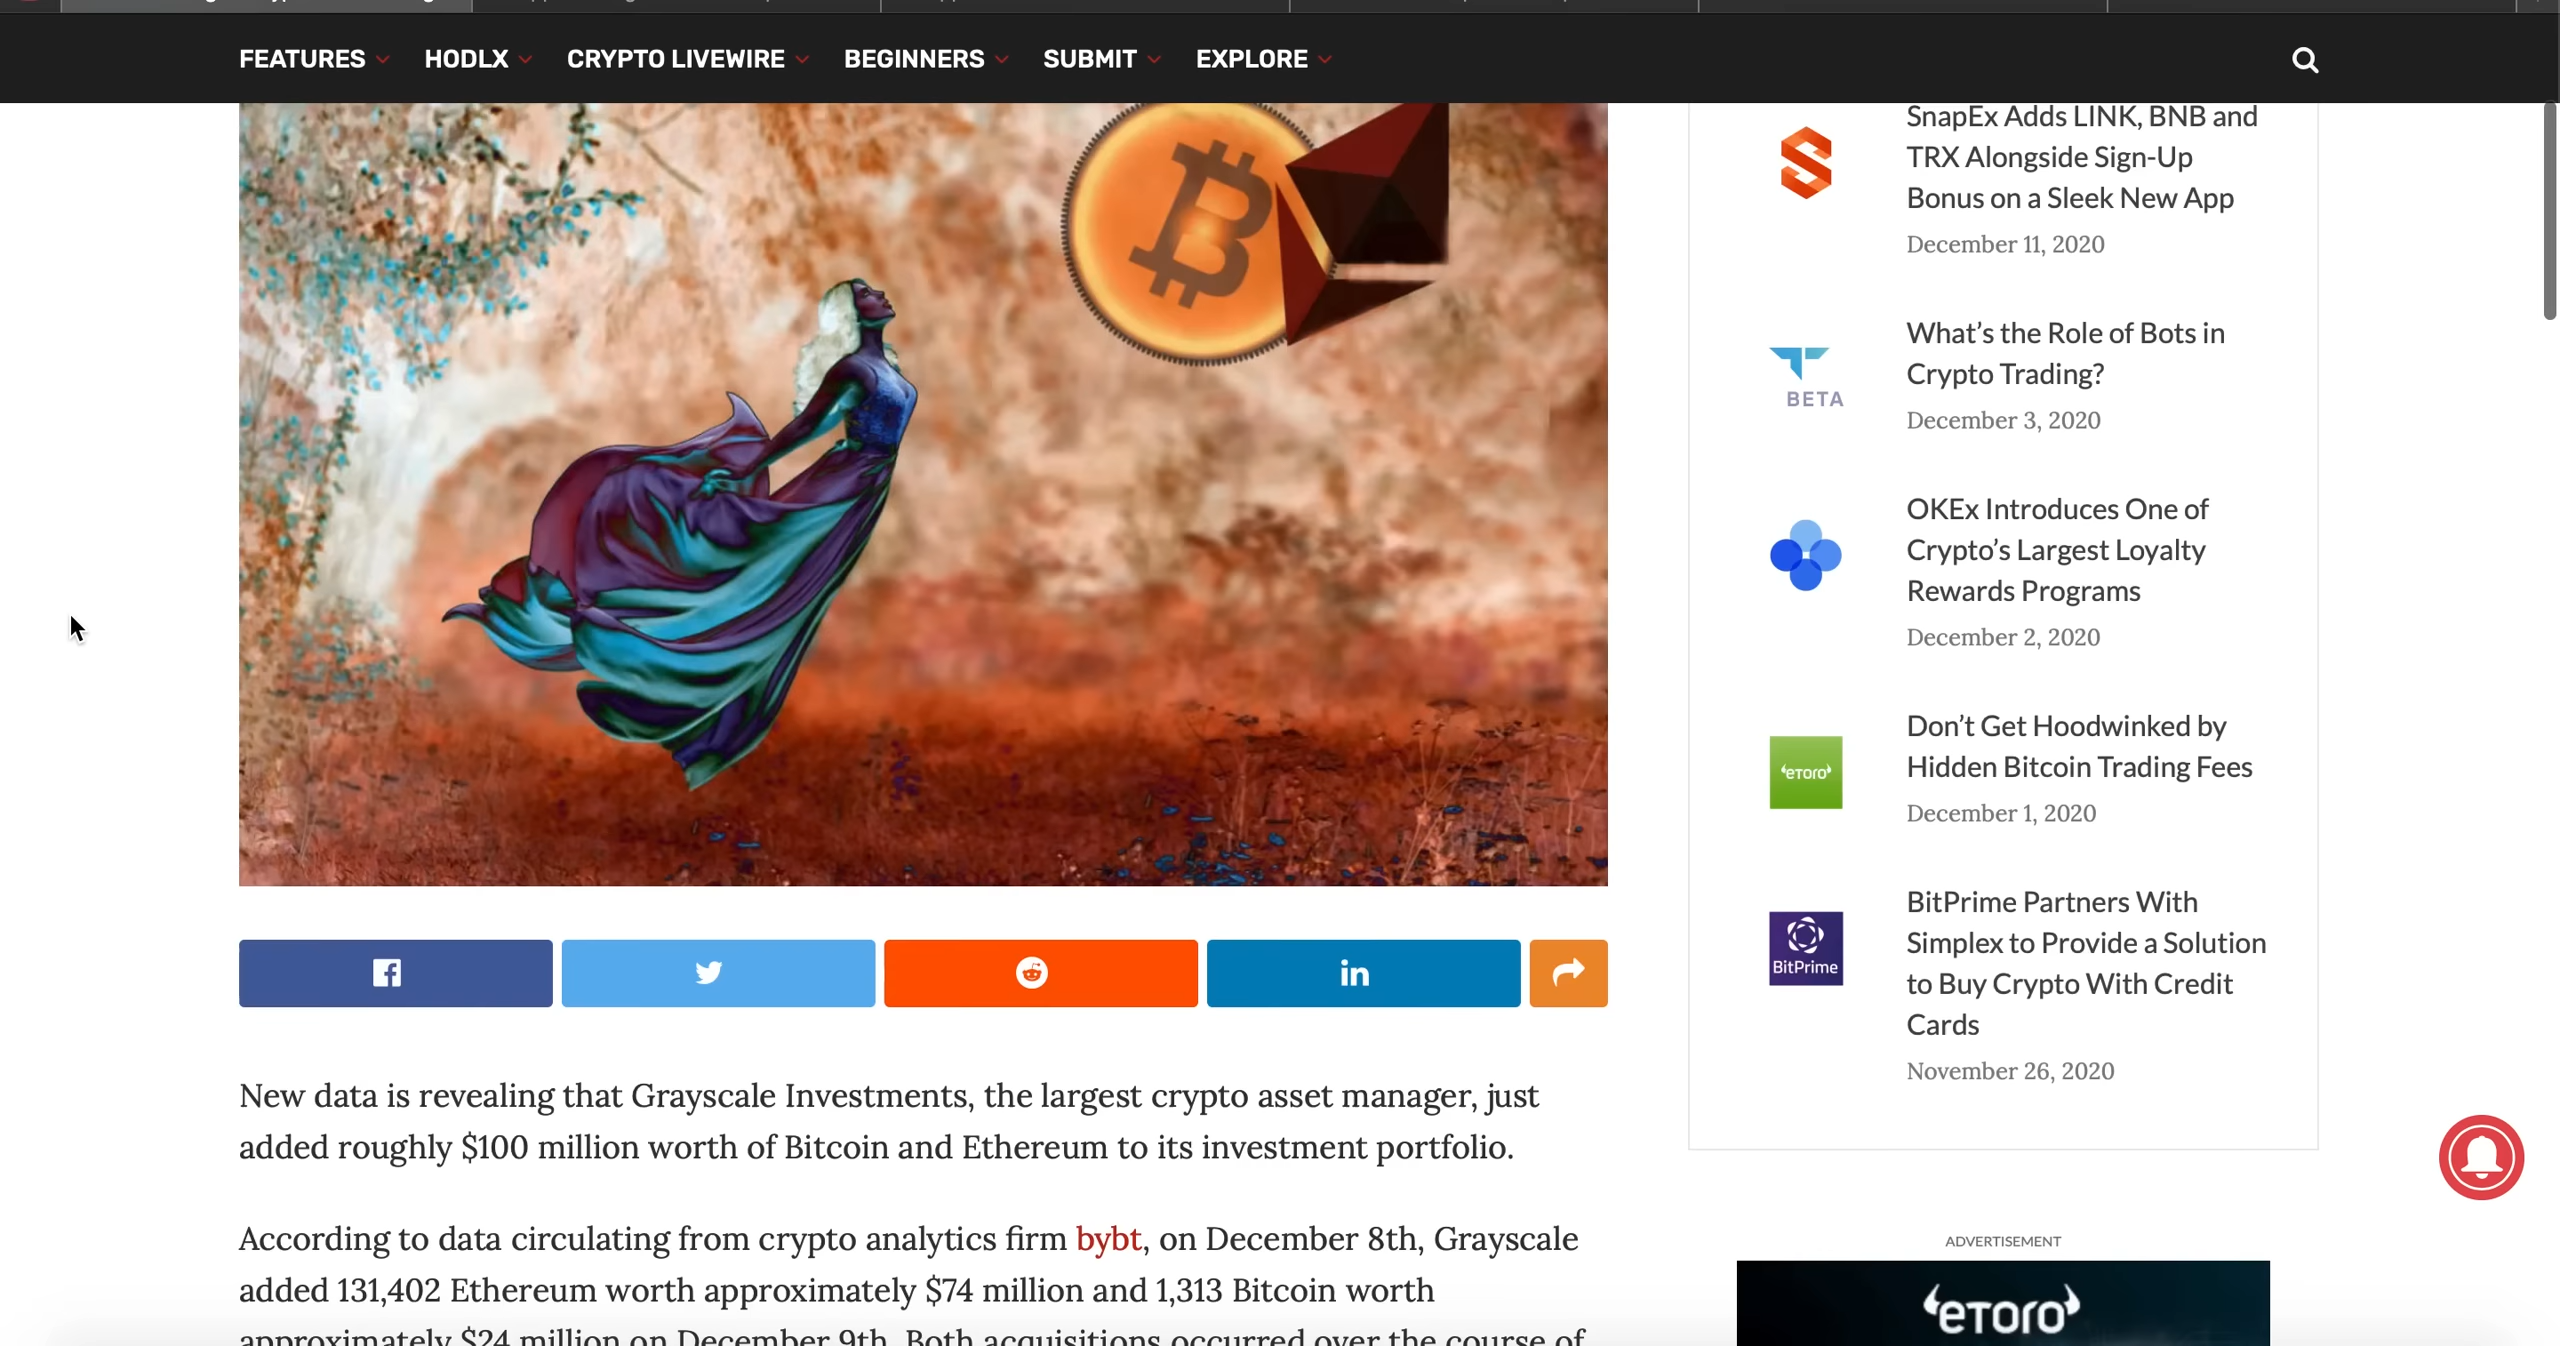 FEATURES
HODLX
CRYPTO LIVEWIRE
BEGINNERS
SUBMIT
EXPLORE
New data is revealing that Grayscale Investments, the largest crypto asset manager, just
added roughly $100 million worth of Bitcoin and Ethereum to its investment portfolio.
According to data circulating from crypto analytics firm bybt, on December 8th, Grayscale
added 131,402 Ethereum worth approximately $74 million and 1,313 Bitcoin worth
approximately $24 million on December 9th. Both acquisitions occurred over the course of
SnapEx Adds LINK, BNB and
TRX Alongside Sign-Up
Bonus on a Sleek New App
December 11, 2020
BETA
What’s the Role of Bots in
Crypto Trading?
December 3, 2020
OKEx Introduces One of
Crypto’s Largest Loyalty
Rewards Programs
December 2, 2020
eToro
Don’t Get Hoodwinked by
Hidden Bitcoin Trading Fees
December 1, 2020
BitPrime
BitPrime Partners With
Simplex to Provide a Solution
to Buy Crypto With Credit
Cards
November 26, 2020
ADVERTISEMENT
eToro